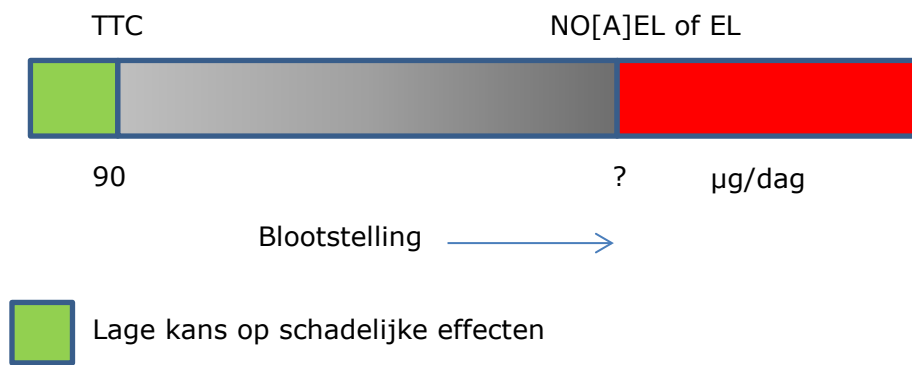 TTC NO[A]EL of EL
90 ? µg/dag
Blootstelling
Lage kans op schadelijke effecten